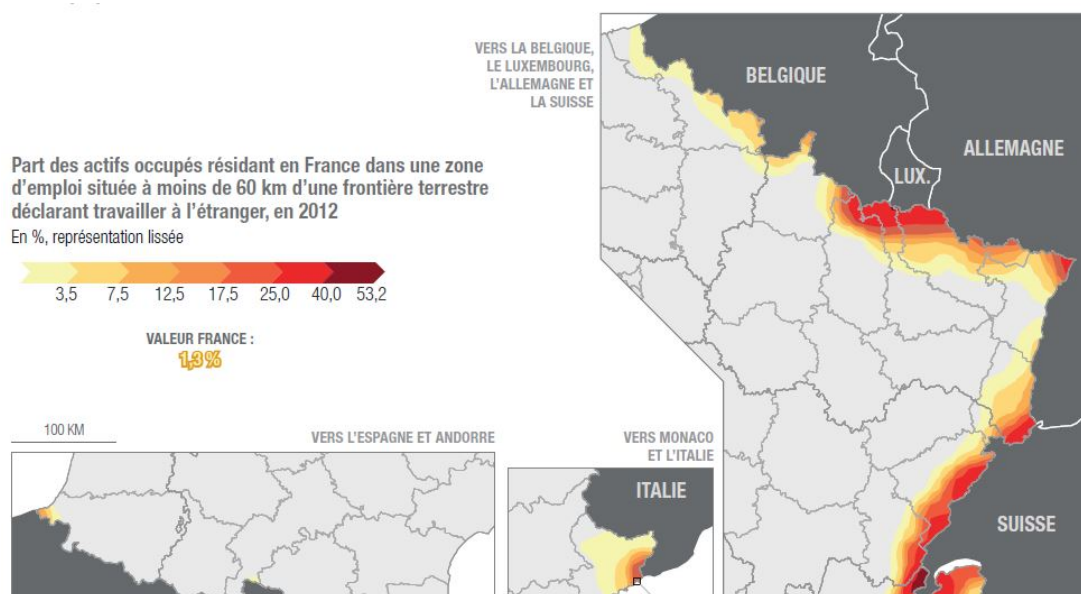 VERS LA BELGIQUE,
LE LUXEMBOURG,
L'ALLEMAGNE ET
LA SUISSE
BELGIQUE
ALLEMAGNE
LUX.
Part des actifs occupés résidant en France dans une zone
d'emploi située à moins de 60 km d'une frontière terrestre
déclarant travailler à l'étranger, en 2012
En %, représentation lissée
3,5 7,5 12,5 17,5 25,0 40,0 53,2
VALEUR FRANCE :
1,3%
100 KM
VERS L'ESPAGNE ET ANDORRE
VERS MONACO
ET L'ITALIE
ITALIE
SUISSE